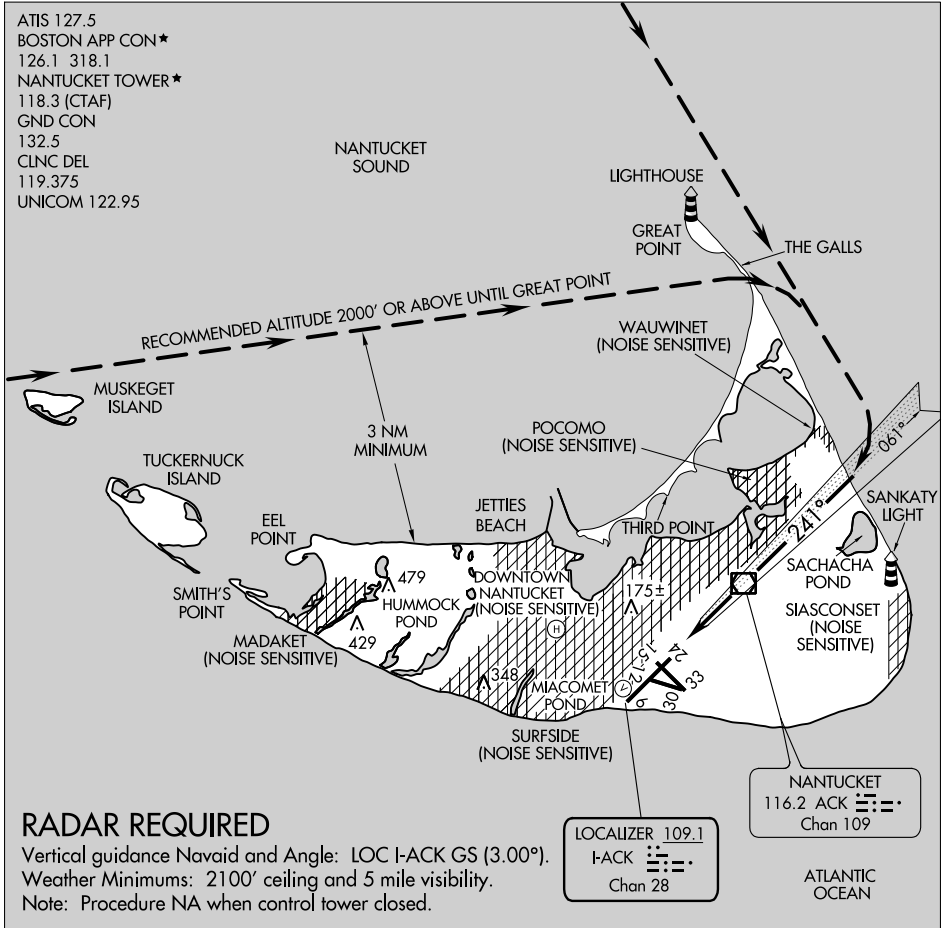 ATIS 127.5
BOSTON APP CON★
126.1 318.1
NANTUCKET TOWER★
118.3 (CTAF)
GND CON
132.5
CLNC DEL
119.375
UNICOM 122.95
NANTUCKET
SOUND
LIGHTHOUSE
GREAT
POINT
THE GALLS
RECOMMENDED ALTITUDE 2000' OR ABOVE UNTIL GREAT POINT
WAUWINET
(NOISE SENSITIVE)
MUSKEGET
ISLAND
3 NM
MINIMUM
POCOMO
(NOISE SENSITIVE)
061°
TUCKERNUCK
ISLAND
JETTIES
BEACH
EEL
POINT
THIRD POINT
241°
SANKATY
LIGHT
SACHACHA
POND
479
DOWNTOWN
NANTUCKET
(NOISE SENSITIVE)
175±
SMITH'S
POINT
HUMMOCK
POND
SIASCONSET
(NOISE
SENSITIVE)
H
429
MADAKET
(NOISE SENSITIVE)
348
MIACOMET
POND
V
15
12
24
6
30
33
SURFSIDE
(NOISE SENSITIVE)
NANTUCKET
116.2 ACK
Chan 109
RADAR REQUIRED
Vertical guidance Navaid and Angle: LOC I-ACK GS (3.00°).
Weather Minimums: 2100' ceiling and 5 mile visibility.
Note: Procedure NA when control tower closed.
LOCALIZER 109.1
I-ACK
Chan 28
ATLANTIC
OCEAN